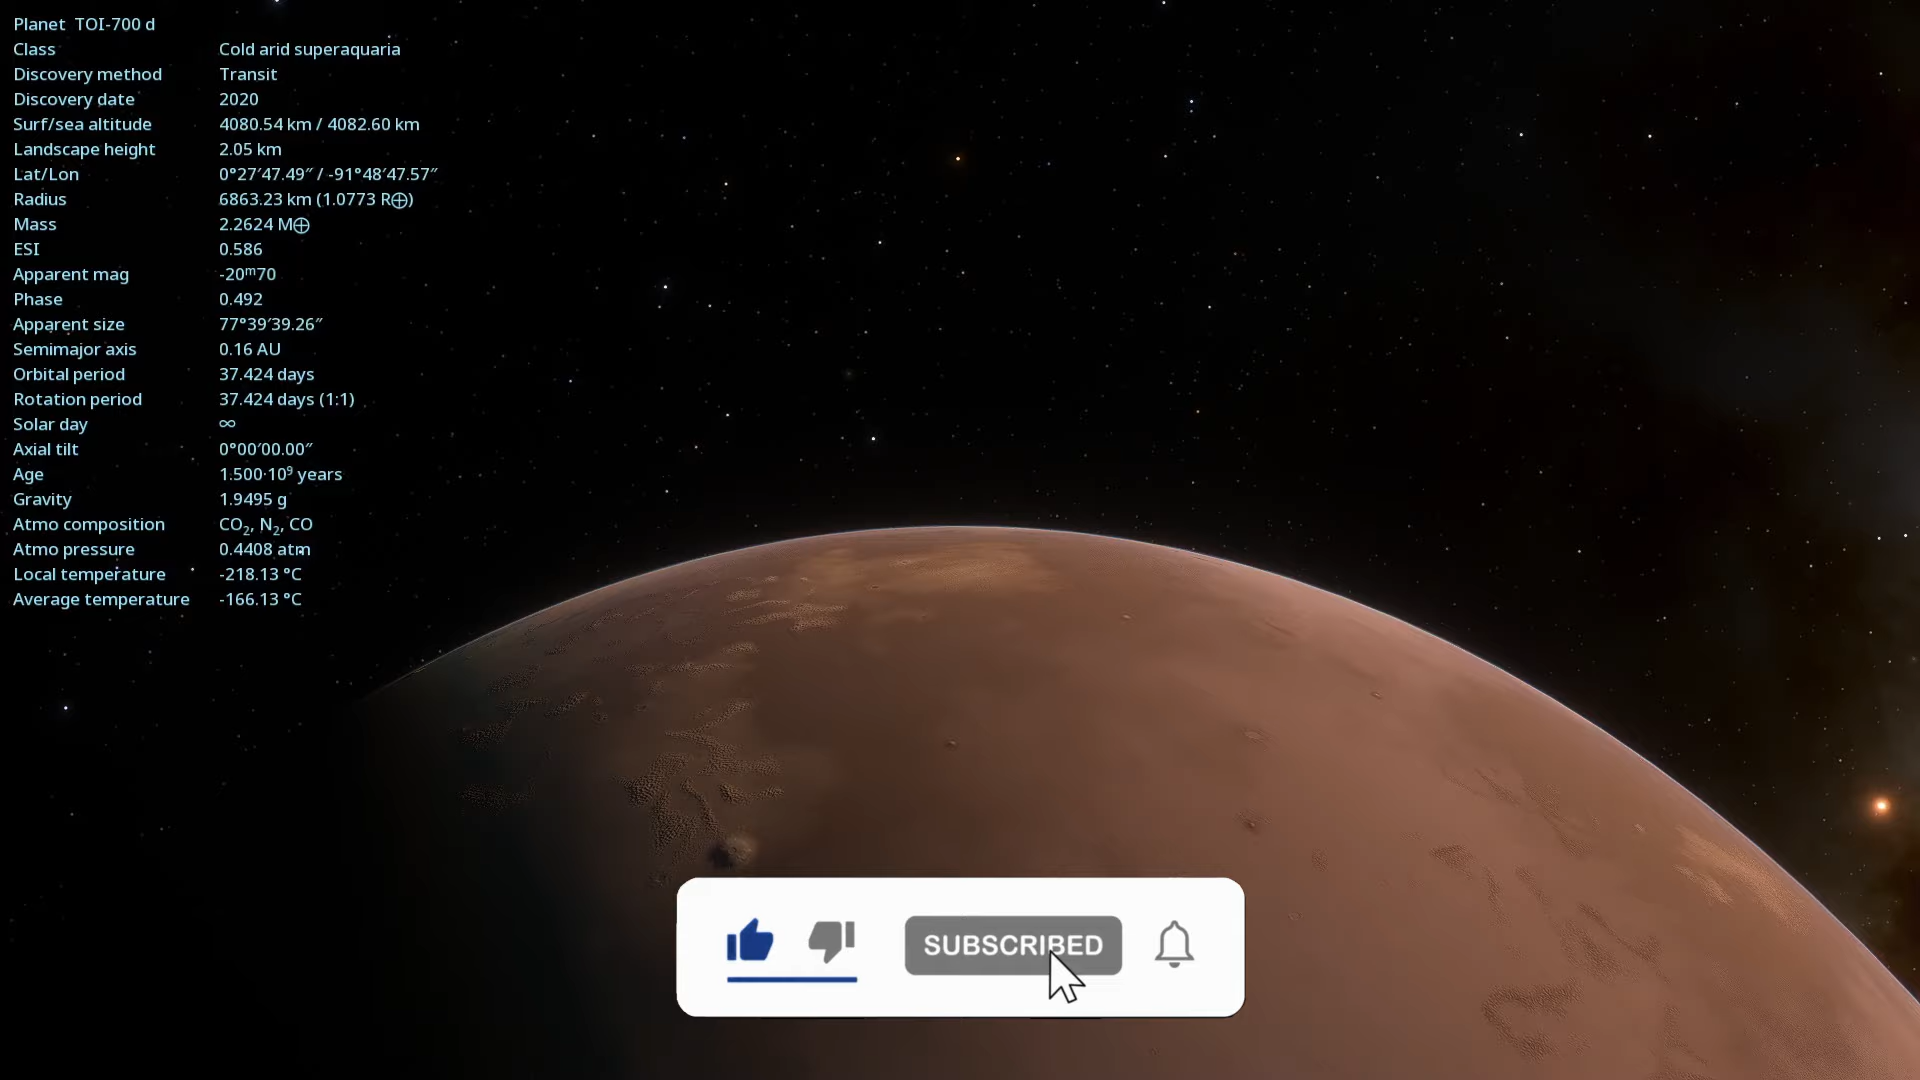 Planet TOI-700 d
Class Cold arid superaquaria
Discovery method Transit
Discovery date 2020
Surf/sea altitude 4080.54 km / 4082.60 km
Landscape height 2.05 km
Lat/Lon 0°27′47.49″ / -91°48′47.57″
Radius 6863.23 km (1.0773 R⊕)
Mass 2.2624 M⊕
ESI 0.586
Apparent mag -20ᵐ70
Phase 0.492
Apparent size 77°39′39.26″
Semimajor axis 0.16 AU
Orbital period 37.424 days
Rotation period 37.424 days (1:1)
Solar day ∞
Axial tilt 0°00′00.00″
Age 1.500·10⁹ years
Gravity 1.9495 g
Atmo composition CO₂, N₂, CO
Atmo pressure 0.4408 atm
Local temperature -218.13 °C
Average temperature -166.13 °C
SUBSCRIBED